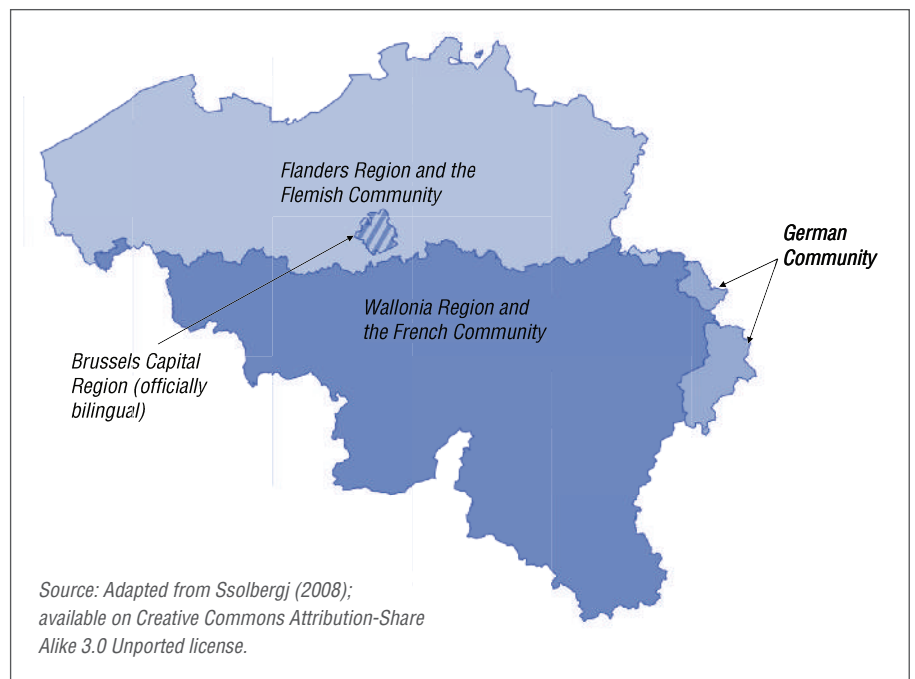 Flanders Region and the
Flemish Community
German
Community
Wallonia Region and
the French Community
Brussels Capital
Region (officially
bilingual)
Source: Adapted from Ssolbergj (2008);
available on Creative Commons Attribution-Share
Alike 3.0 Unported license.